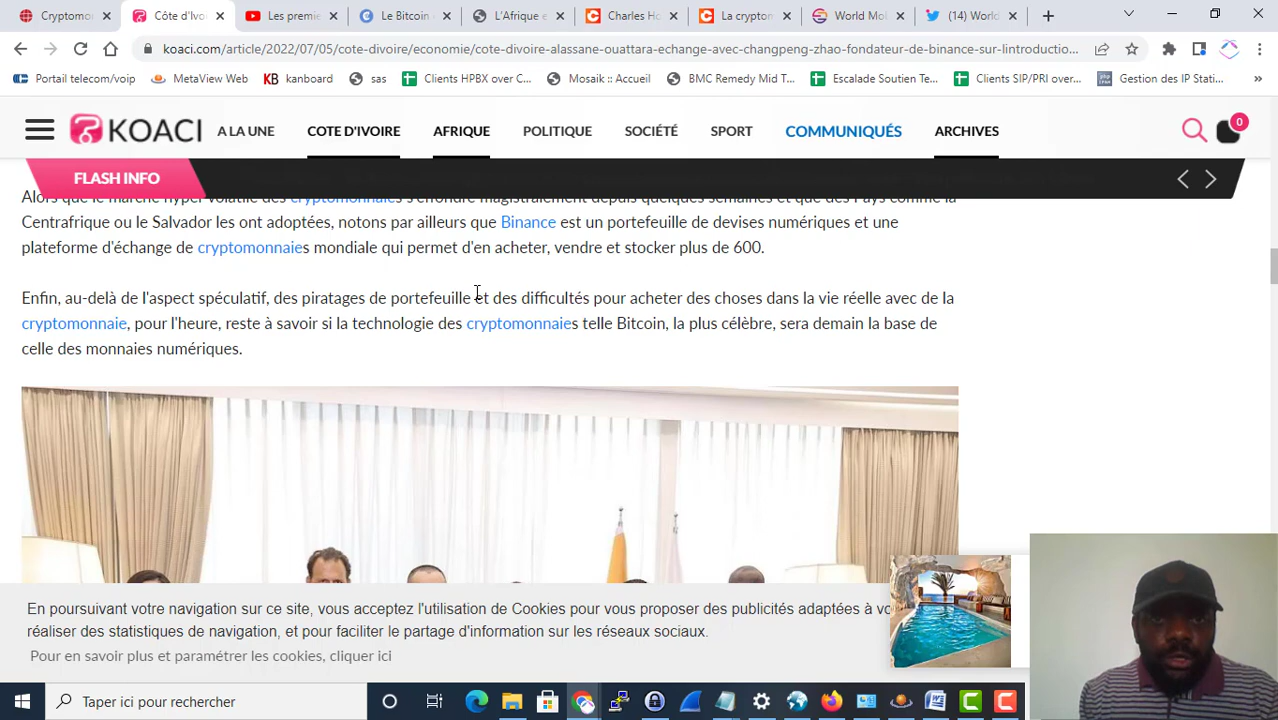 Cryptomor
Côte d'Ivoi
Les premie
Le Bitcoin
L'Afrique e
Charles Ho
La cryptom
World Mol
(14) World
koaci.com/article/2022/07/05/cote-divoire/economie/cote-divoire-alassane-ouattara-echange-avec-changpeng-zhao-fondateur-de-binance-sur-lintroductio...
Portail telecom/voip
MetaView Web
KB kanboard
sas
Clients HPBX over C...
Mosaik :: Accueil
BMC Remedy Mid T...
Escalade Soutien Te...
Clients SIP/PRI over...
Gestion des IP Stati...
KOACI
A LA UNE
COTE D'IVOIRE
AFRIQUE
POLITIQUE
SOCIÉTÉ
SPORT
COMMUNIQUÉS
ARCHIVES
0
FLASH INFO
Alors que le marché hyper volatile des cryptomonnaies s'effondre magistralement depuis quelques semaines et que des Pays comme la
Centrafrique ou le Salvador les ont adoptées, notons par ailleurs que Binance est un portefeuille de devises numériques et une
plateforme d'échange de cryptomonnaies mondiale qui permet d'en acheter, vendre et stocker plus de 600.
Enfin, au-delà de l'aspect spéculatif, des piratages de portefeuille et des difficultés pour acheter des choses dans la vie réelle avec de la
cryptomonnaie, pour l'heure, reste à savoir si la technologie des cryptomonnaies telle Bitcoin, la plus célèbre, sera demain la base de
celle des monnaies numériques.
En poursuivant votre navigation sur ce site, vous acceptez l'utilisation de Cookies pour vous proposer des publicités adaptées à vo
réaliser des statistiques de navigation, et pour faciliter le partage d'information sur les réseaux sociaux.
Pour en savoir plus et paramétrer les cookies, cliquer ici
Taper ici pour rechercher